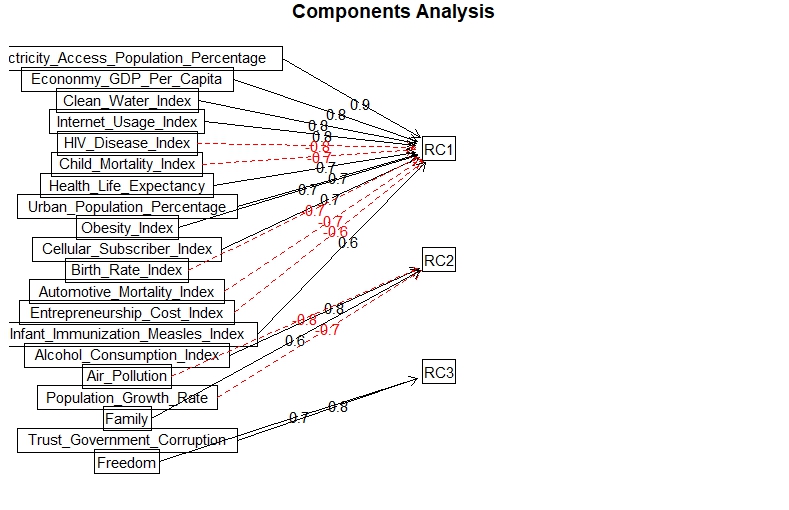 Components Analysis
ctricity_Access_Population_Percentage
Econonmy_GDP_Per_Capita
Clean_Water_Index
Internet_Usage_Index
HIV_Disease_Index
Child_Mortality_Index
Health_Life_Expectancy
Urban_Population_Percentage
Obesity_Index
Cellular_Subscriber_Index
Birth_Rate_Index
Automotive_Mortality_Index
Entrepreneurship_Cost_Index
Infant_Immunization_Measles_Index
Alcohol_Consumption_Index
Air_Pollution
Population_Growth_Rate
Family
Trust_Government_Corruption
Freedom
0.9
0.8
0.8
0.8
-0.8
-0.7
0.7
0.7
0.7
0.7
-0.7
-0.7
-0.6
0.6
0.8
-0.8
-0.7
0.6
0.8
0.7
RC1
RC2
RC3